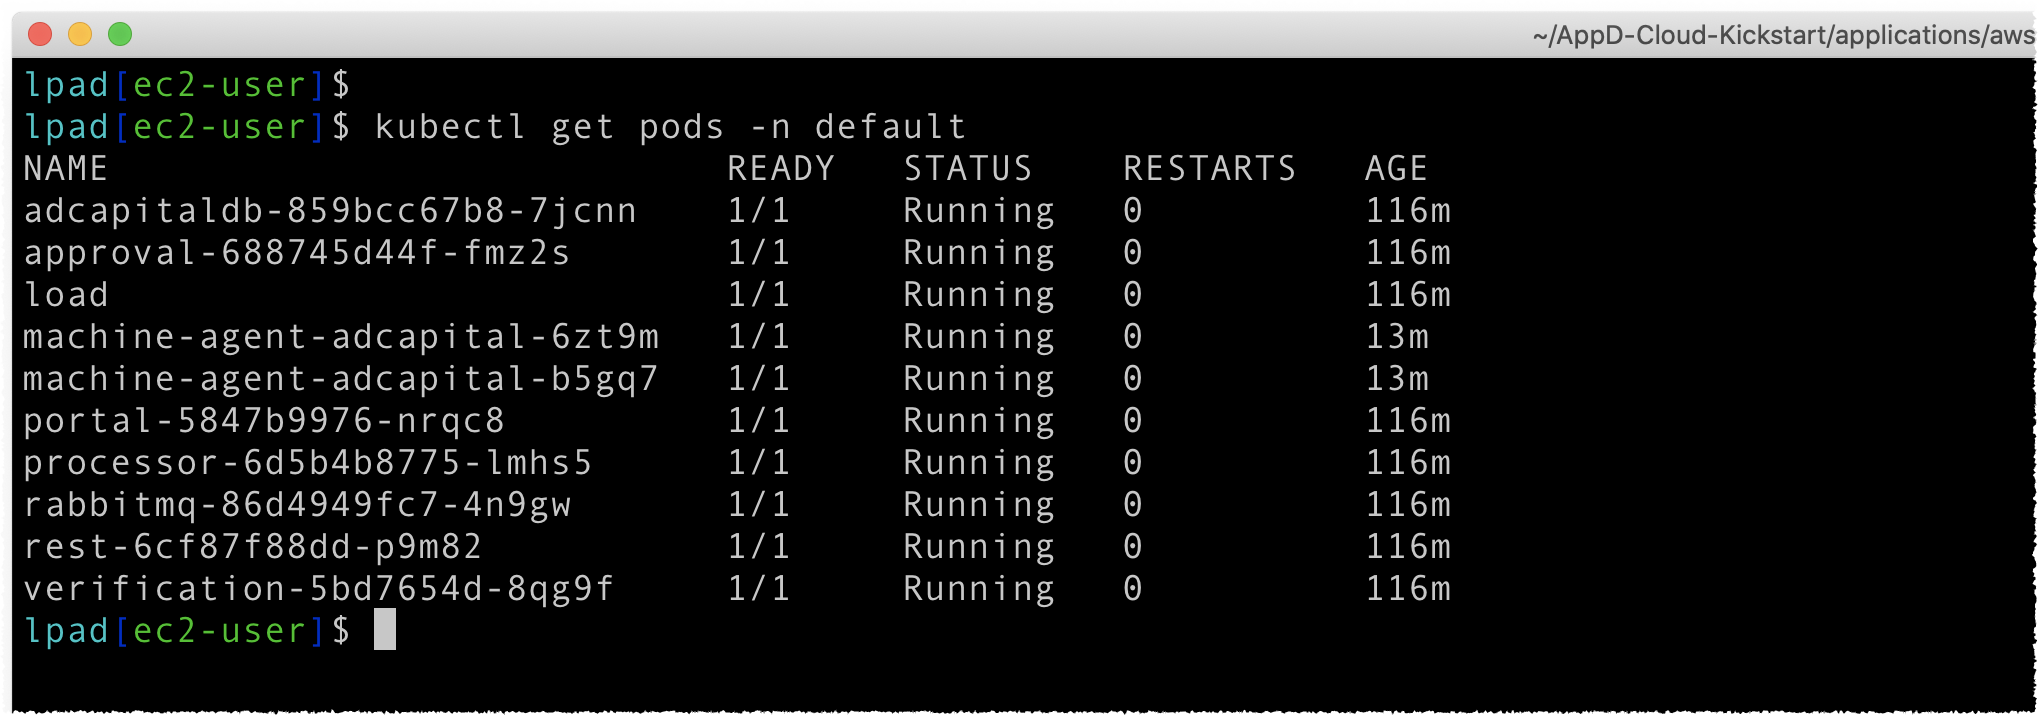 ~/AppD-Cloud-Kickstart/applications/aws
lpad[ec2-user]$
lpad[ec2-user]$ kubectl get pods -n default
NAME READY STATUS RESTARTS AGE
adcapitaldb-859bcc67b8-7jcnn 1/1 Running 0 116m
approval-688745d44f-fmz2s 1/1 Running 0 116m
load 1/1 Running 0 116m
machine-agent-adcapital-6zt9m 1/1 Running 0 13m
machine-agent-adcapital-b5gq7 1/1 Running 0 13m
portal-5847b9976-nrqc8 1/1 Running 0 116m
processor-6d5b4b8775-lmhs5 1/1 Running 0 116m
rabbitmq-86d4949fc7-4n9gw 1/1 Running 0 116m
rest-6cf87f88dd-p9m82 1/1 Running 0 116m
verification-5bd7654d-8qg9f 1/1 Running 0 116m
lpad[ec2-user]$